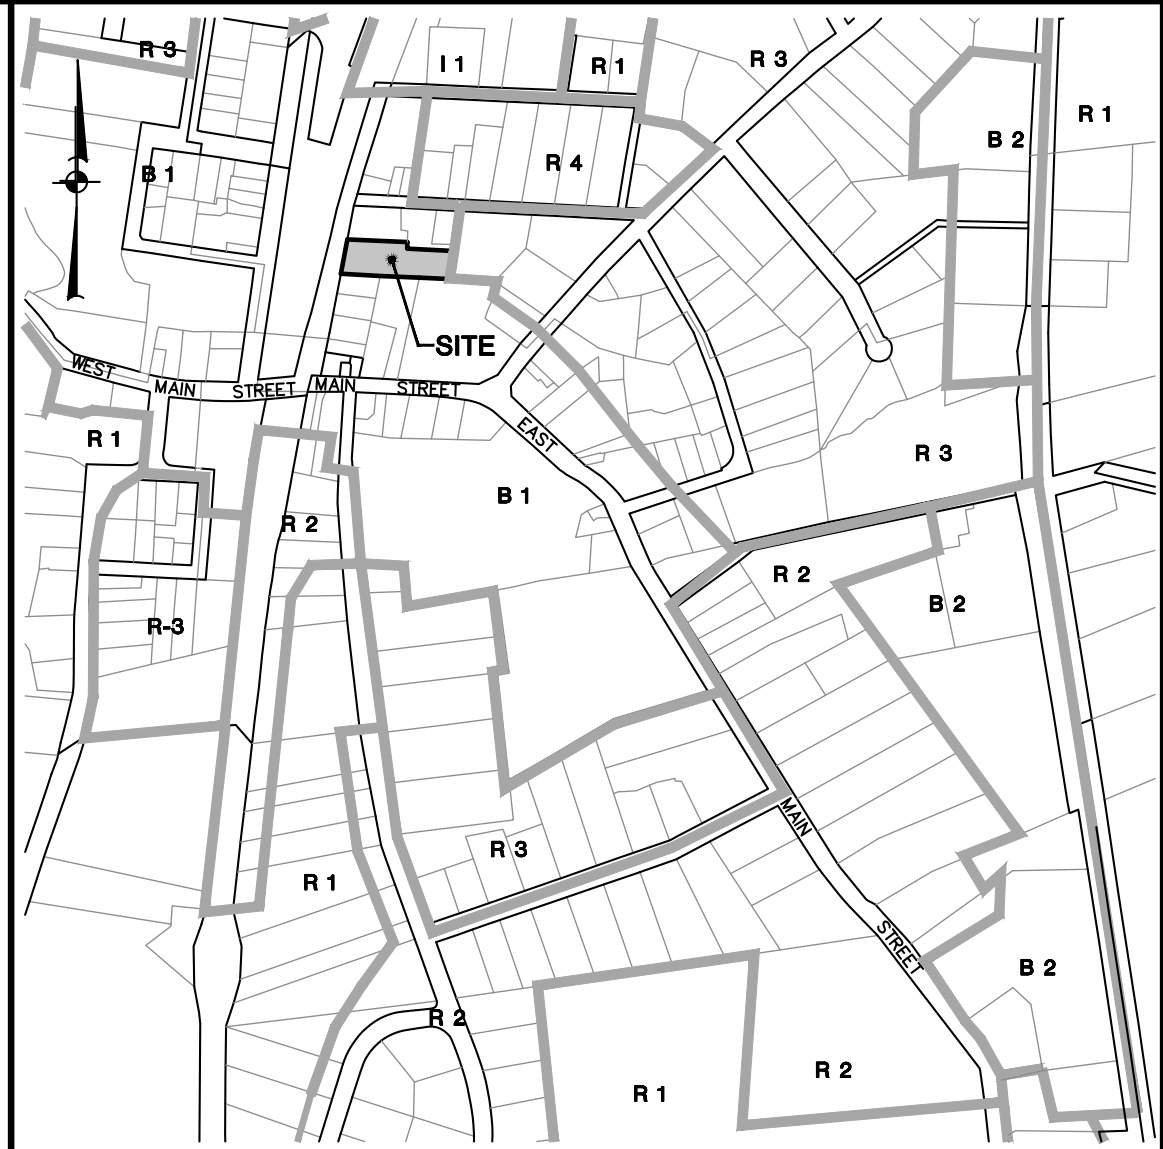 R 3
I 1
R 1
R 3
R 1
B 2
B 1
R 4
SITE
WEST MAIN STREET
MAIN STREET
EAST
R 1
B 1
R 3
R 2
R 2
B 2
R-3
MAIN
R 3
R 1
STREET
B 2
R 2
R 1
R 2